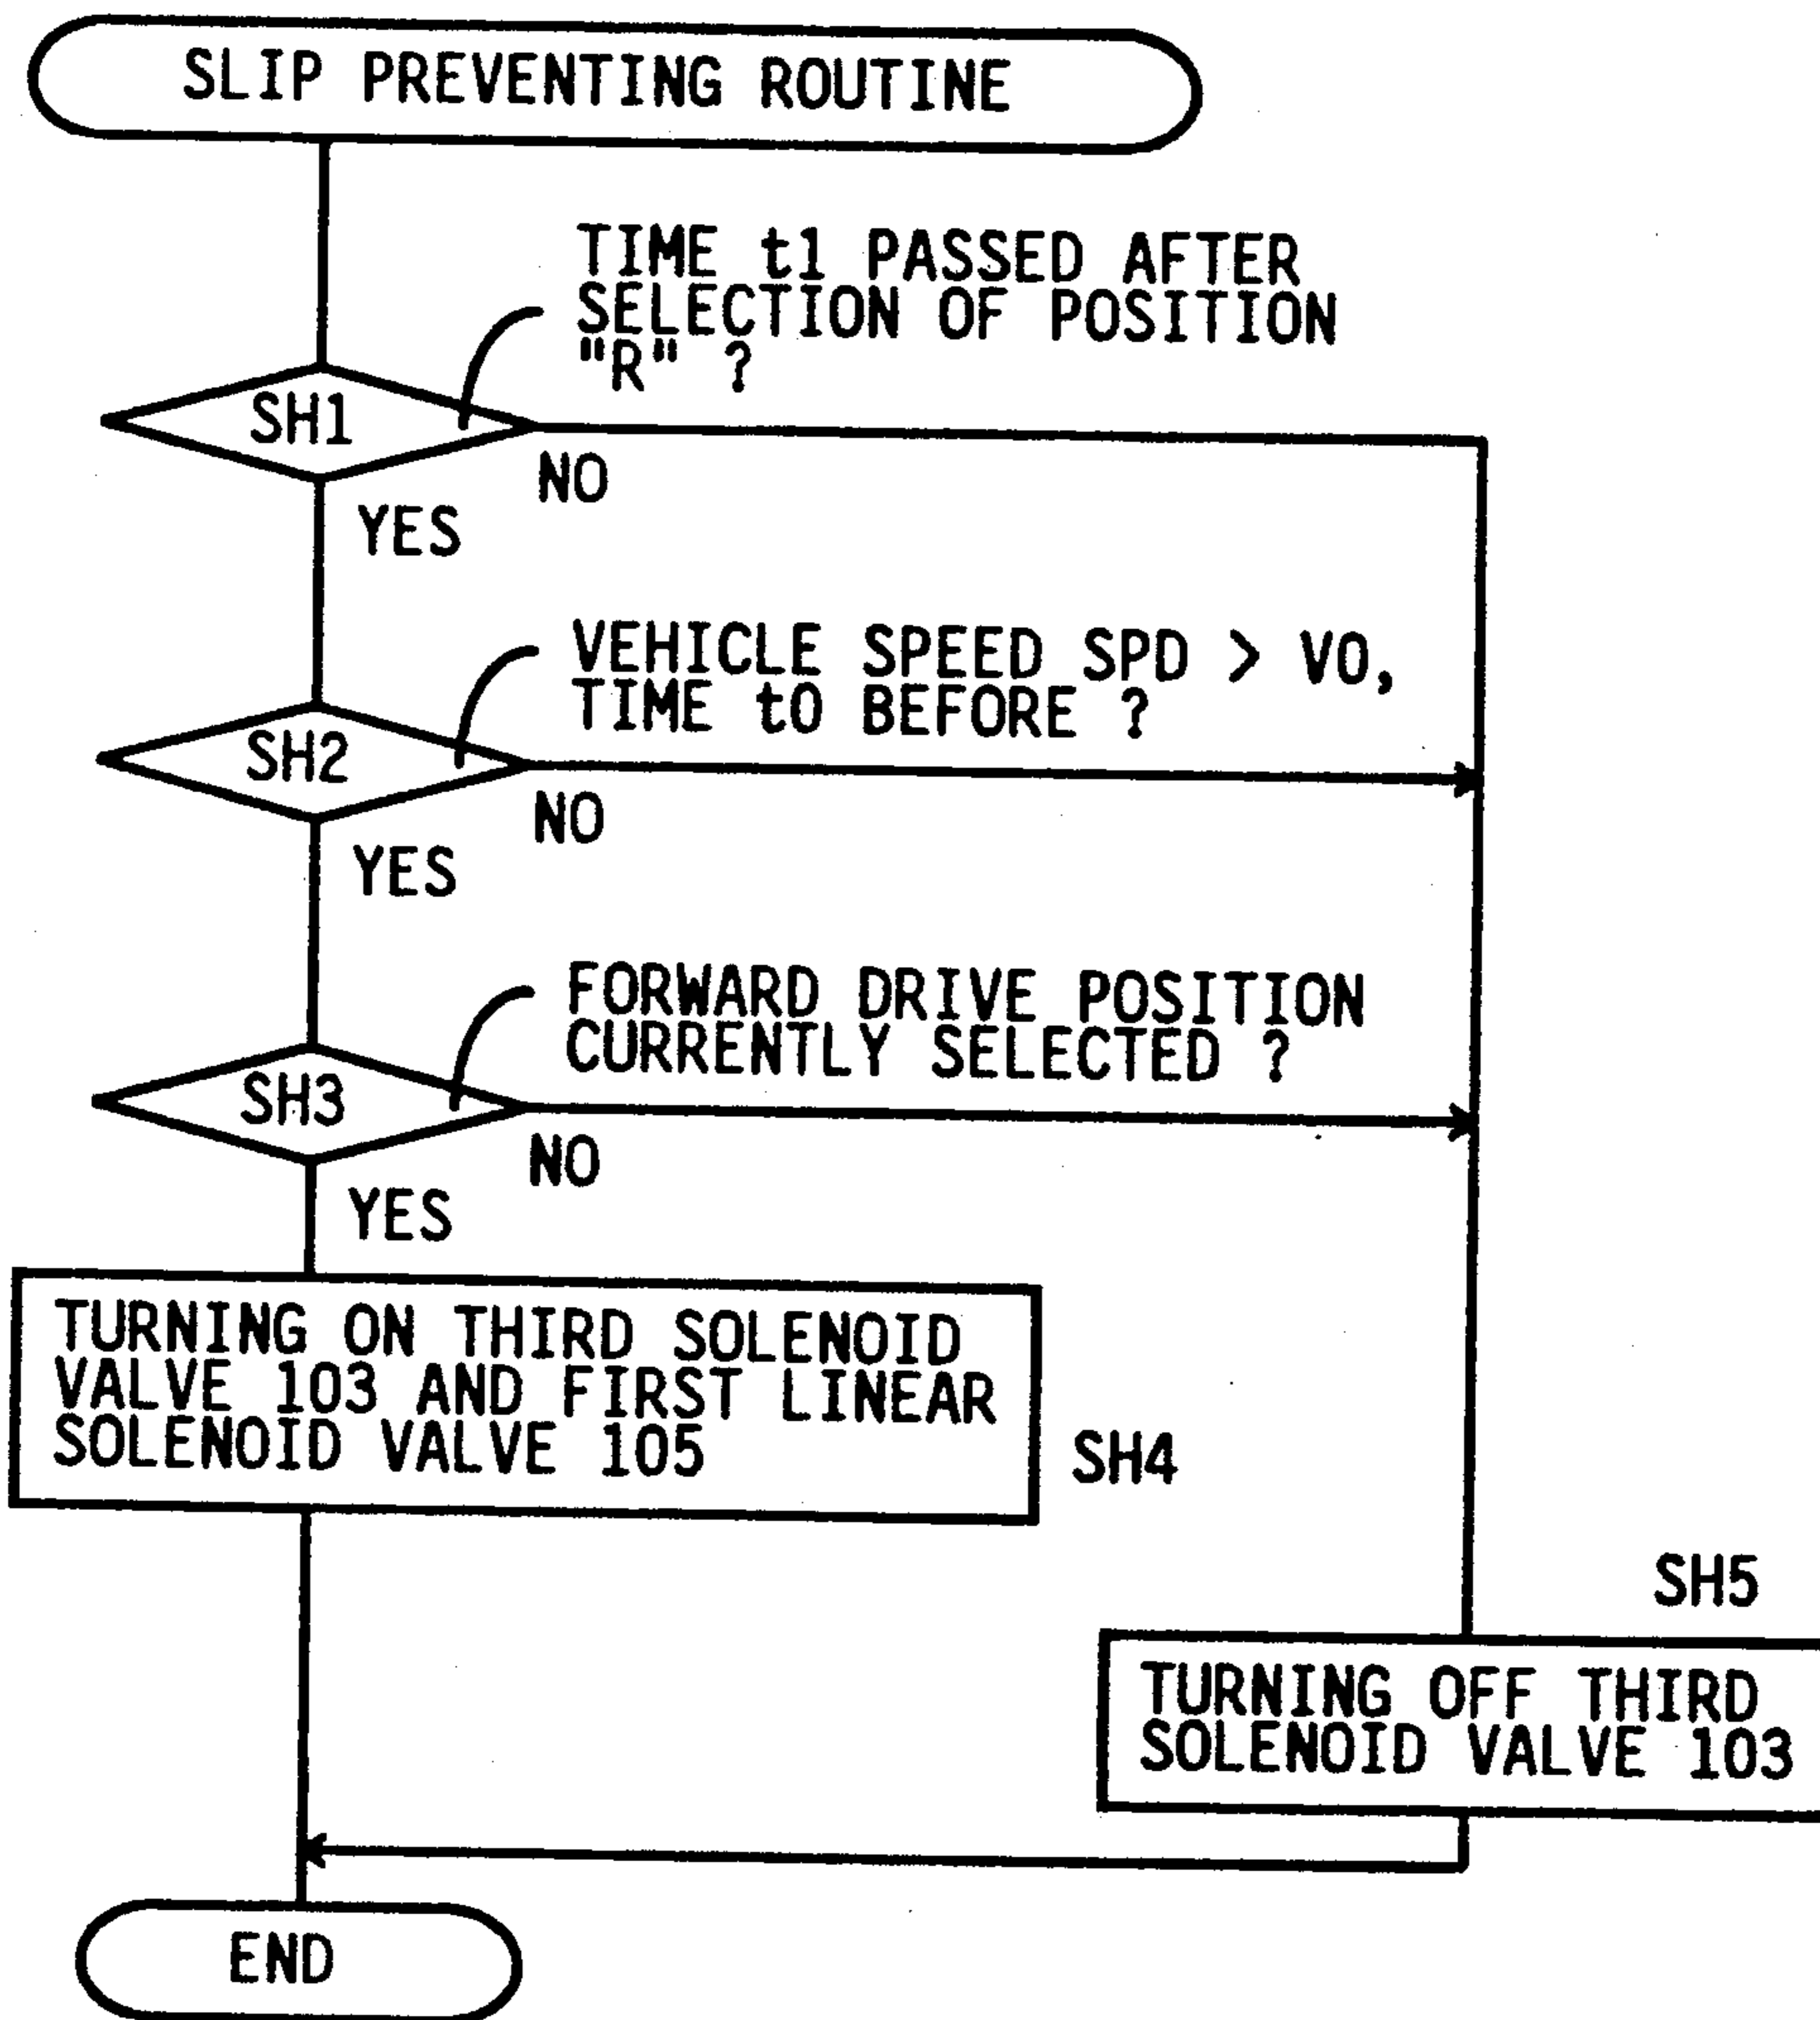 SLIP PREVENTING ROUTINE
TIME t1 PASSED AFTER
SELECTION OF POSITION
"R" ?
SH1
NO
YES
VEHICLE SPEED SPD > V0,
TIME t0 BEFORE ?
SH2
NO
YES
FORWARD DRIVE POSITION
CURRENTLY SELECTED ?
SH3
NO
YES
TURNING ON THIRD SOLENOID
VALVE 103 AND FIRST LINEAR
SOLENOID VALVE 105
SH4
SH5
TURNING OFF THIRD
SOLENOID VALVE 103
END